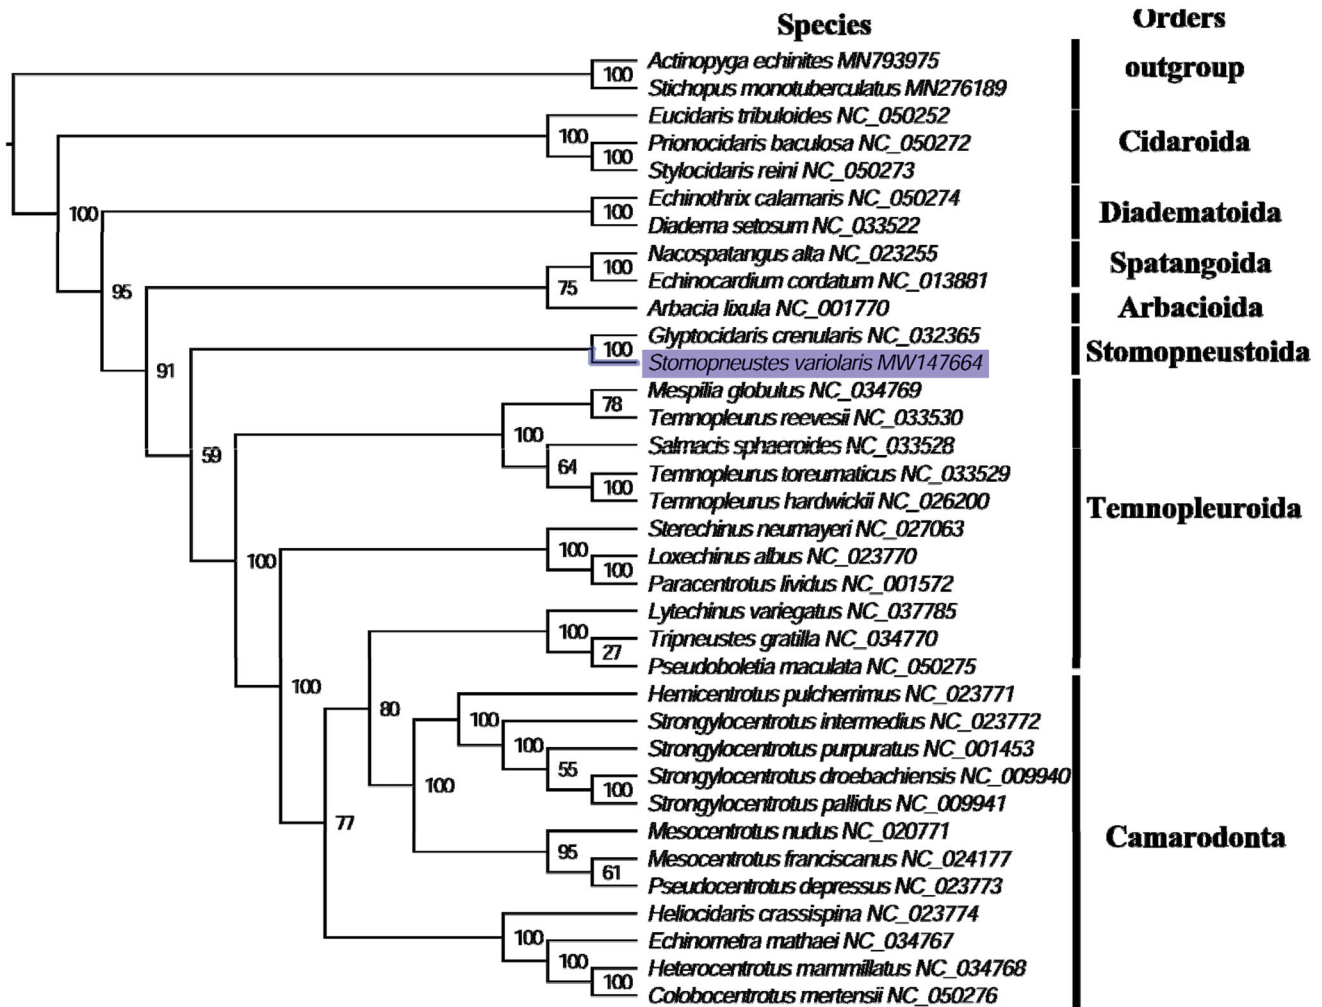 Species
Orders
Actinopyga echinites MN793975
100
outgroup
Stichopus monotuberculatus MN276189
Eucidaris tribuloides NC_050252
100
Prionocidaris baculosa NC_050272
Cidaroida
100
Stylocidaris reini NC_050273
Echinothrix calamaris NC_050274
100
100
Diadematoida
Diadema setosum NC_033522
Nacospatangus alta NC_023255
100
Spatangoida
Echinocardium cordatum NC_013881
95
75
Arbacia lixula NC_001770
Arbacioida
Glyptocidaris crenularis NC_032365
100
Stomopneustoida
Stomopneustes variolaris MW147664
91
Mespilia globulus NC_034769
78
Temnopleurus reevesii NC_033530
100
Salmacis sphaeroides NC_033528
59
64
Temnopleurus toreumaticus NC_033529
100
Temnopleurus hardwickii NC_026200
Temnopleuroida
Sterechinus neumayeri NC_027063
100
100
Loxechinus albus NC_023770
100
Paracentrotus lividus NC_001572
Lytechinus variegatus NC_037785
100
Tripneustes gratilla NC_034770
27
Pseudoboletia maculata NC_050275
100
Hemicentrotus pulcherrimus NC_023771
80
100
Strongylocentrotus intermedius NC_023772
100
Strongylocentrotus purpuratus NC_001453
55
Strongylocentrotus droebachiensis NC_009940
100
100
Strongylocentrotus pallidus NC_009941
77
Mesocentrotus nudus NC_020771
Camarodonta
95
Mesocentrotus franciscanus NC_024177
61
Pseudocentrotus depressus NC_023773
Heliocidaris crassispina NC_023774
100
Echinometra mathaei NC_034767
100
Heterocentrotus mammillatus NC_034768
100
Colobocentrotus mertensii NC_050276